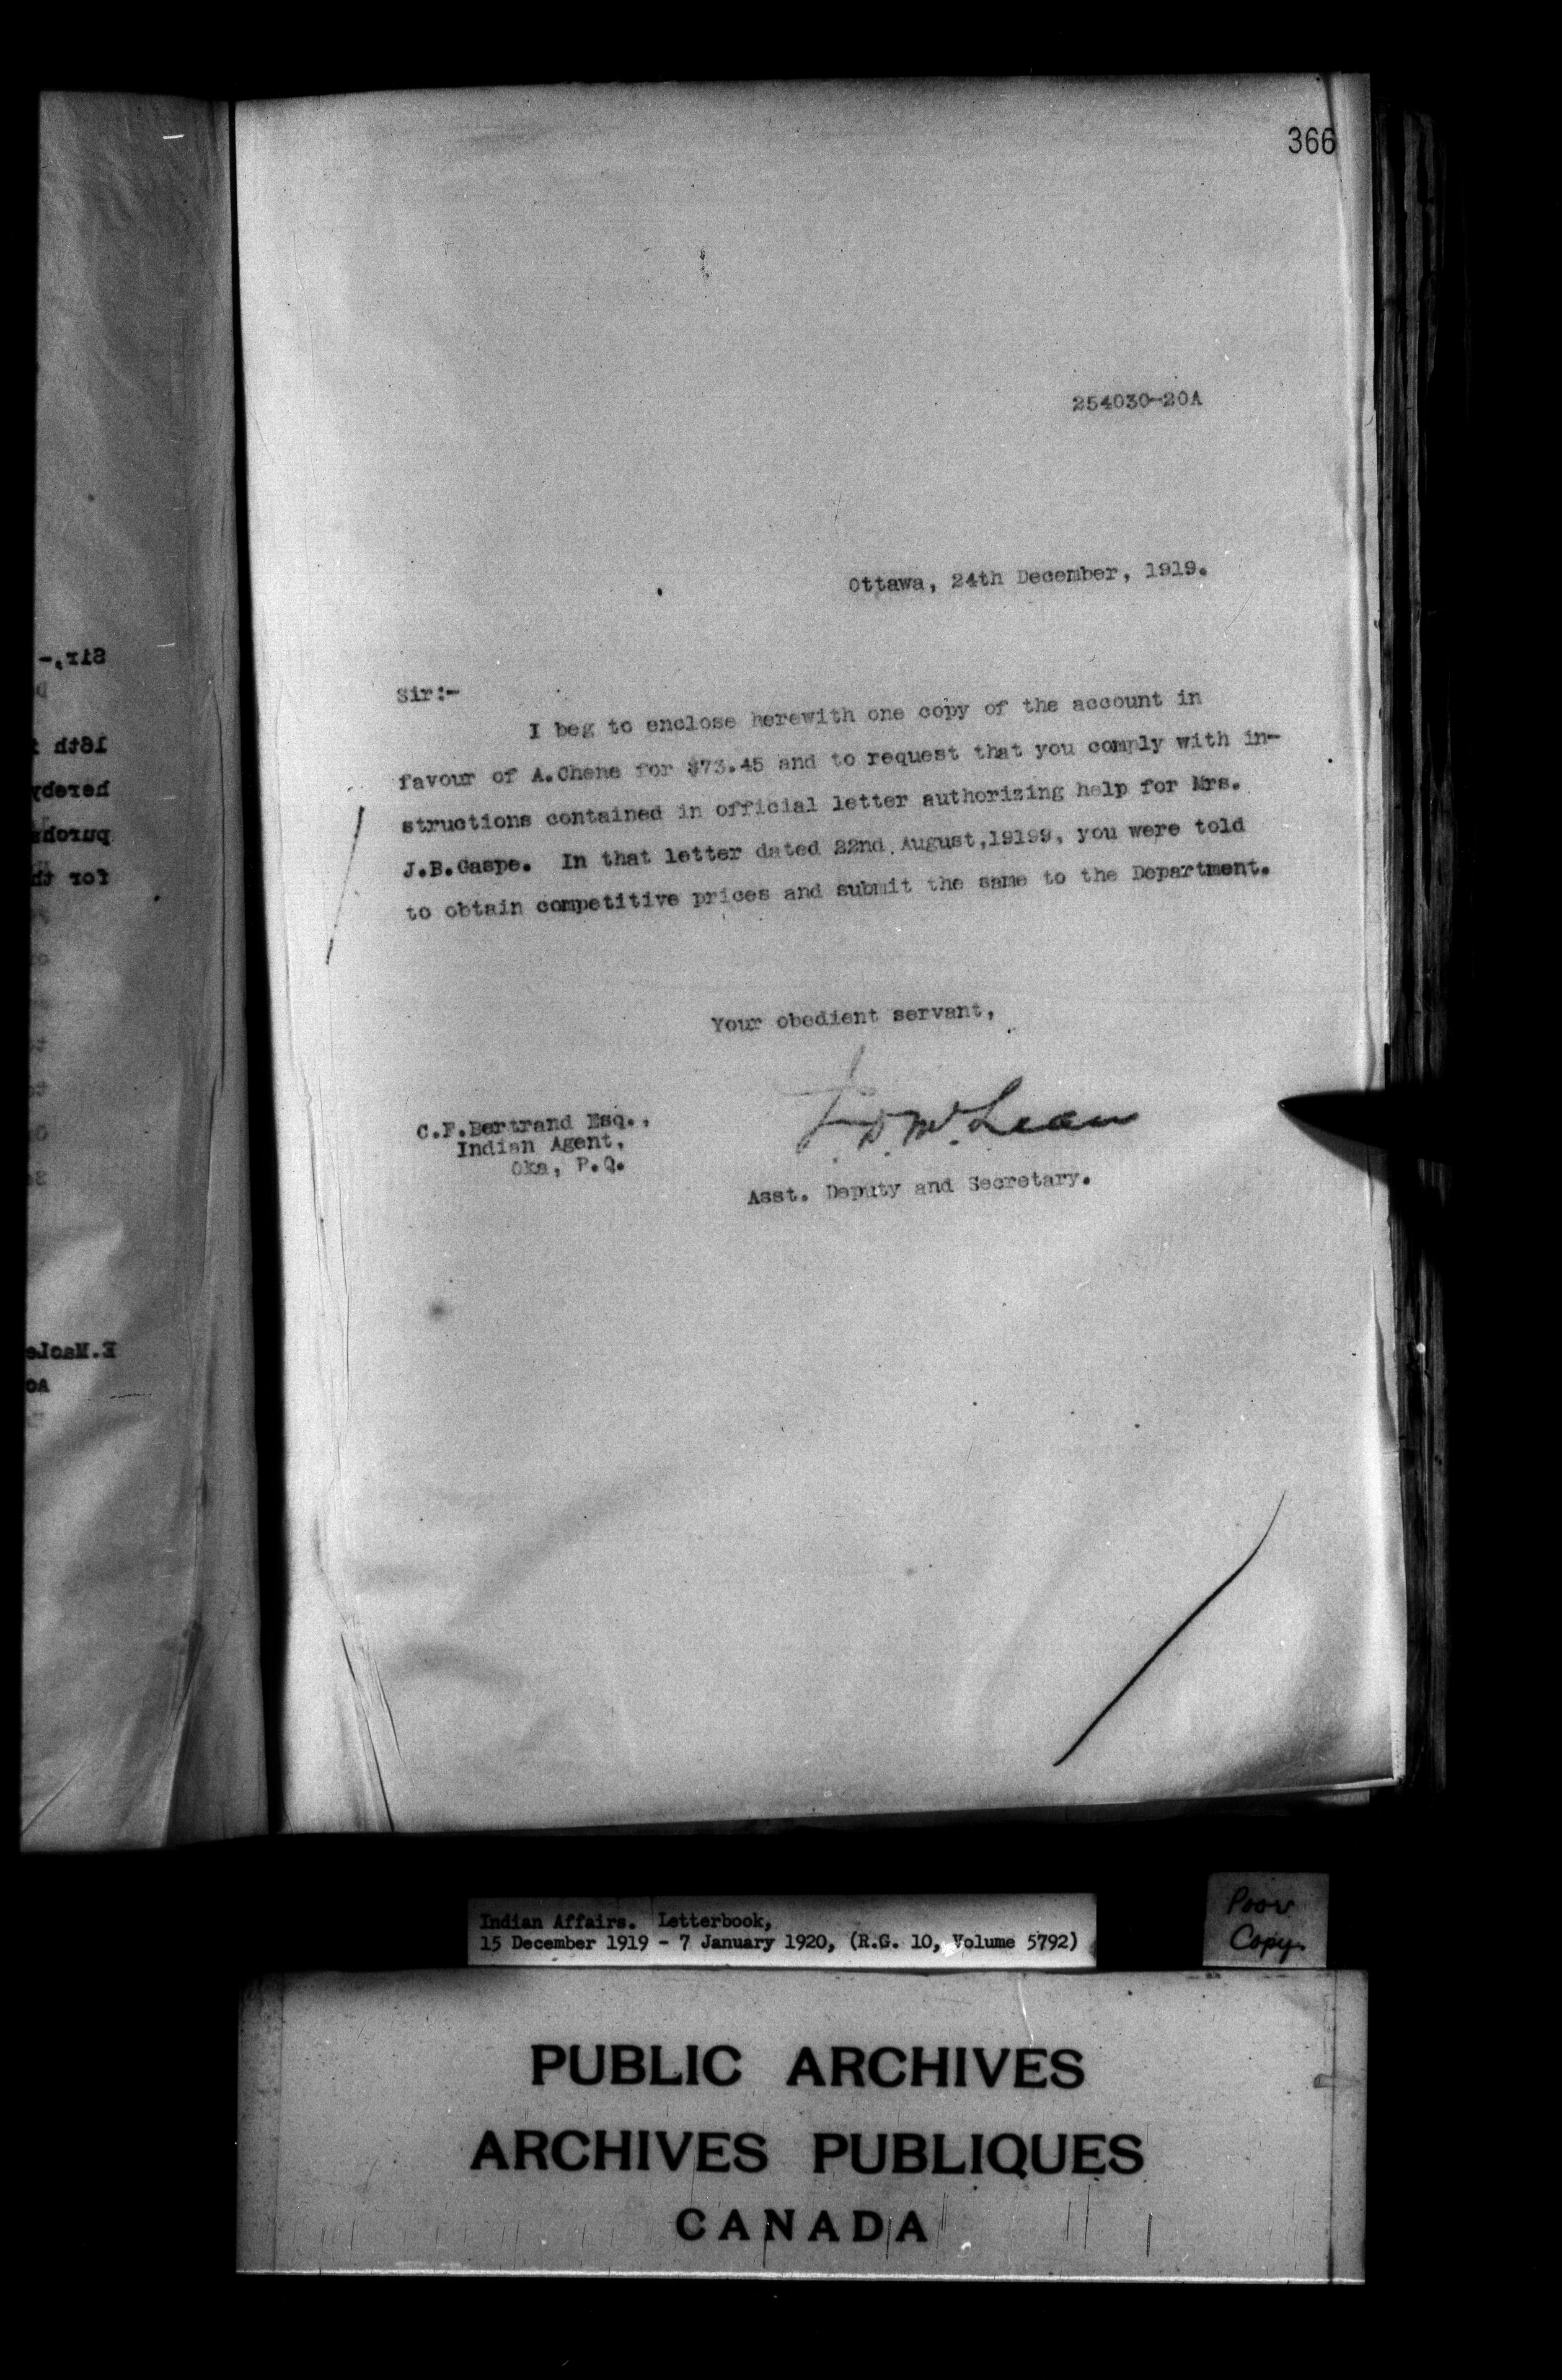 366
254030-20A
Ottawa, 24th December, 1919.
Sir:-
I beg to enclose herewith one copy of the account in
favour of A.Chene for $73.45 and to request that you comply with in-
structions contained in official letter authorizing help for Mrs.
J.B.Gaspe. In that letter dated 22nd August,19199, you were told
to obtain competitive prices and submit the same to the Department.
Your obedient servant,
J. D. McLean
Asst. Deputy and Secretary.
C.F.Bertrand Esq.,
Indian Agent,
Oka, P.Q.
Indian Affairs. Letterbook,
15 December 1919 - 7 January 1920, (R.G. 10, Volume 5792)
Poor
Copy
PUBLIC ARCHIVES
ARCHIVES PUBLIQUES
CANADA